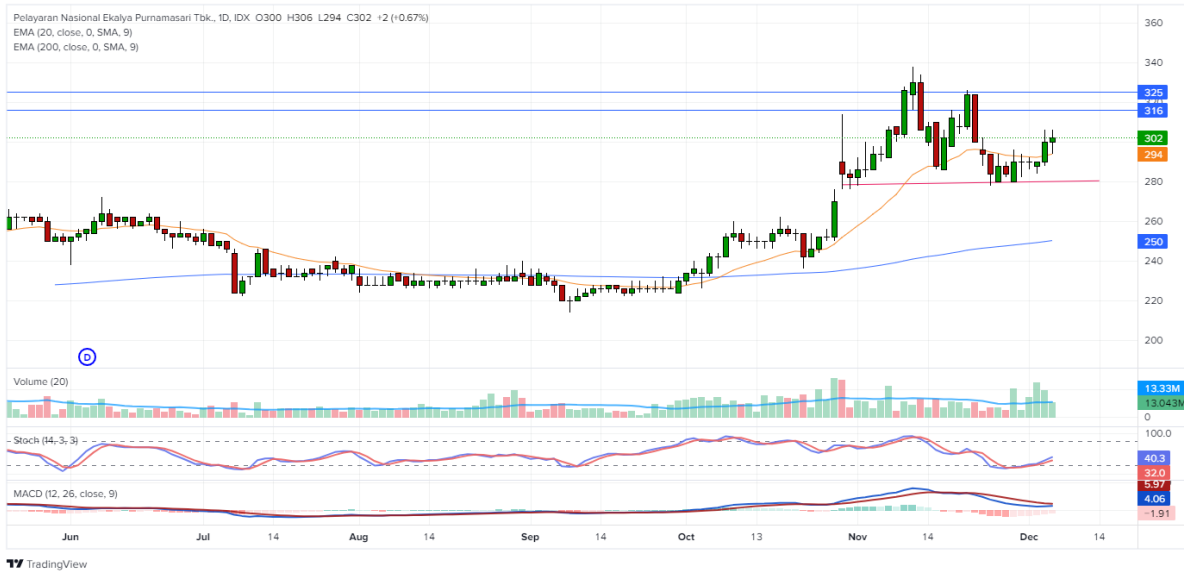 Pelayaran Nasional Ekalya Purnamasari Tbk., 1D, IDX O300 H306 L294 C302 +2 (+0.67%)
EMA (20, close, 0, SMA, 9)
EMA (200, close, 0, SMA, 9)
360
340
325
316
302
294
280
260
250
240
220
200
D
Volume (20)
13.33M
13.043M
0
Stoch (14, 3, 3)
100.0
40.3
32.0
MACD (12, 26, close, 9)
5.97
4.06
−1.91
Jun Jul 14 Aug 14 Sep 14 Oct 13 Nov 14 Dec 14
TradingView